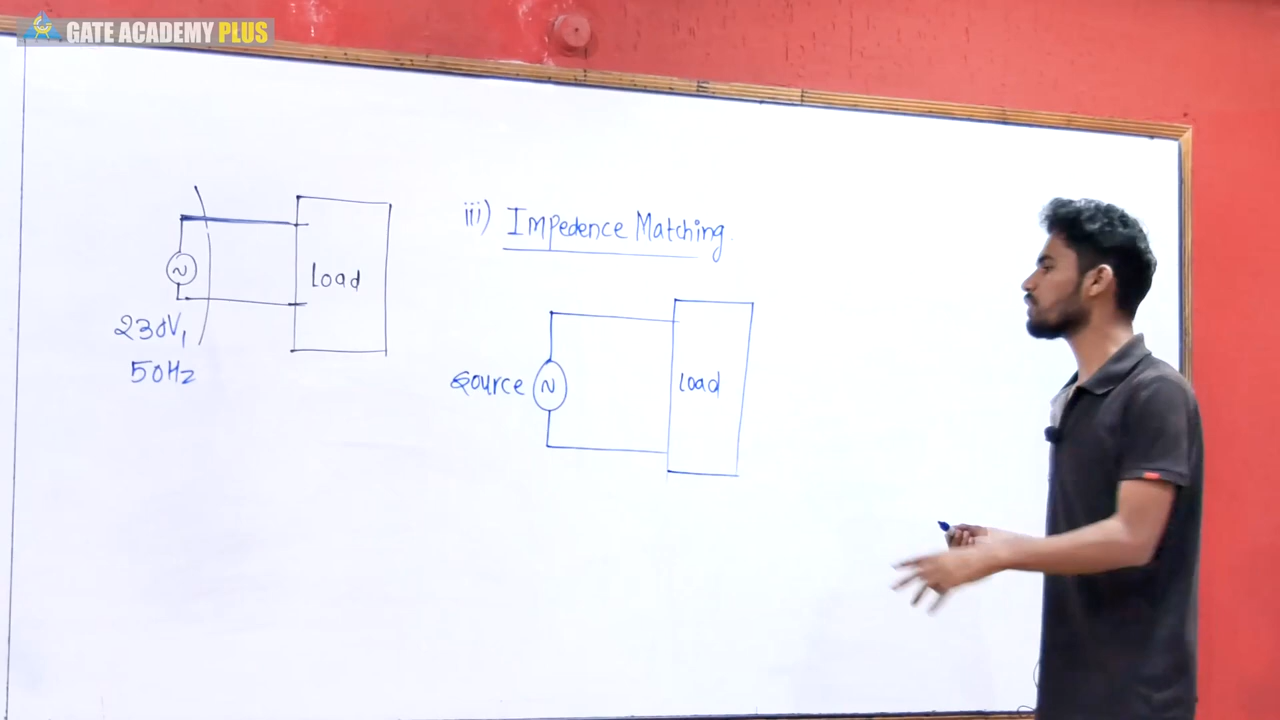 GATE ACADEMY PLUS
Load
230V,
50Hz
iii) Impedence Matching
Source
Load